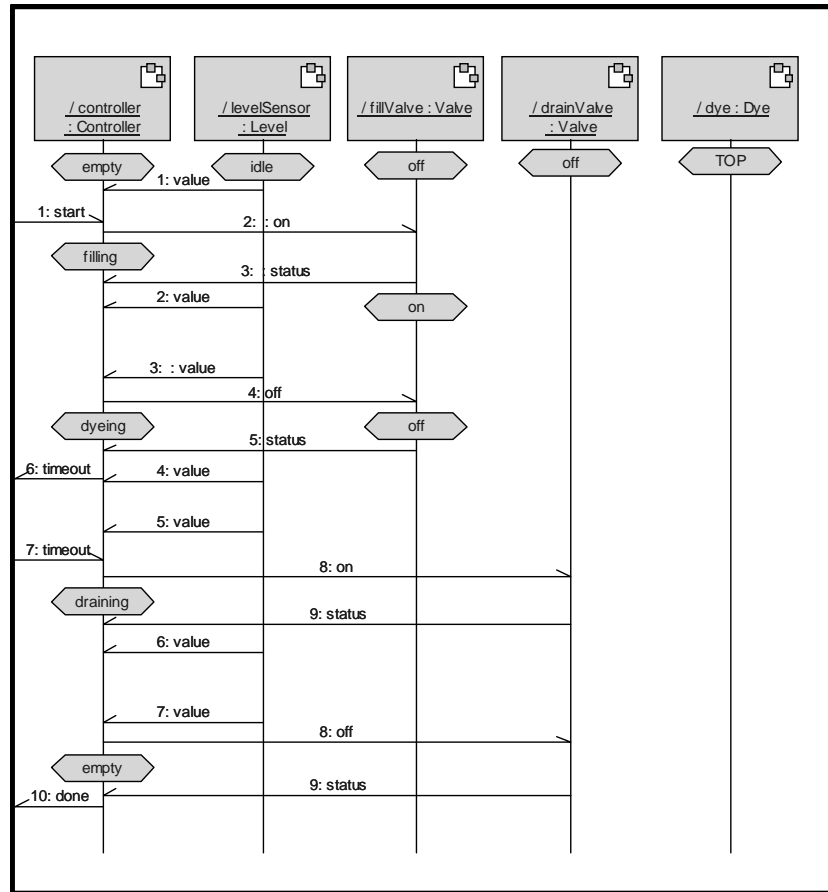 / controller
: Controller
/ levelSensor
: Level
/ fillValve : Valve
/ drainValve
: Valve
/ dye : Dye
empty
idle
off
off
TOP
1: value
1: start
2: : on
filling
3: : status
2: value
on
3: : value
4: off
dyeing
off
5: status
6: timeout
4: value
5: value
7: timeout
8: on
draining
9: status
6: value
7: value
8: off
empty
9: status
10: done